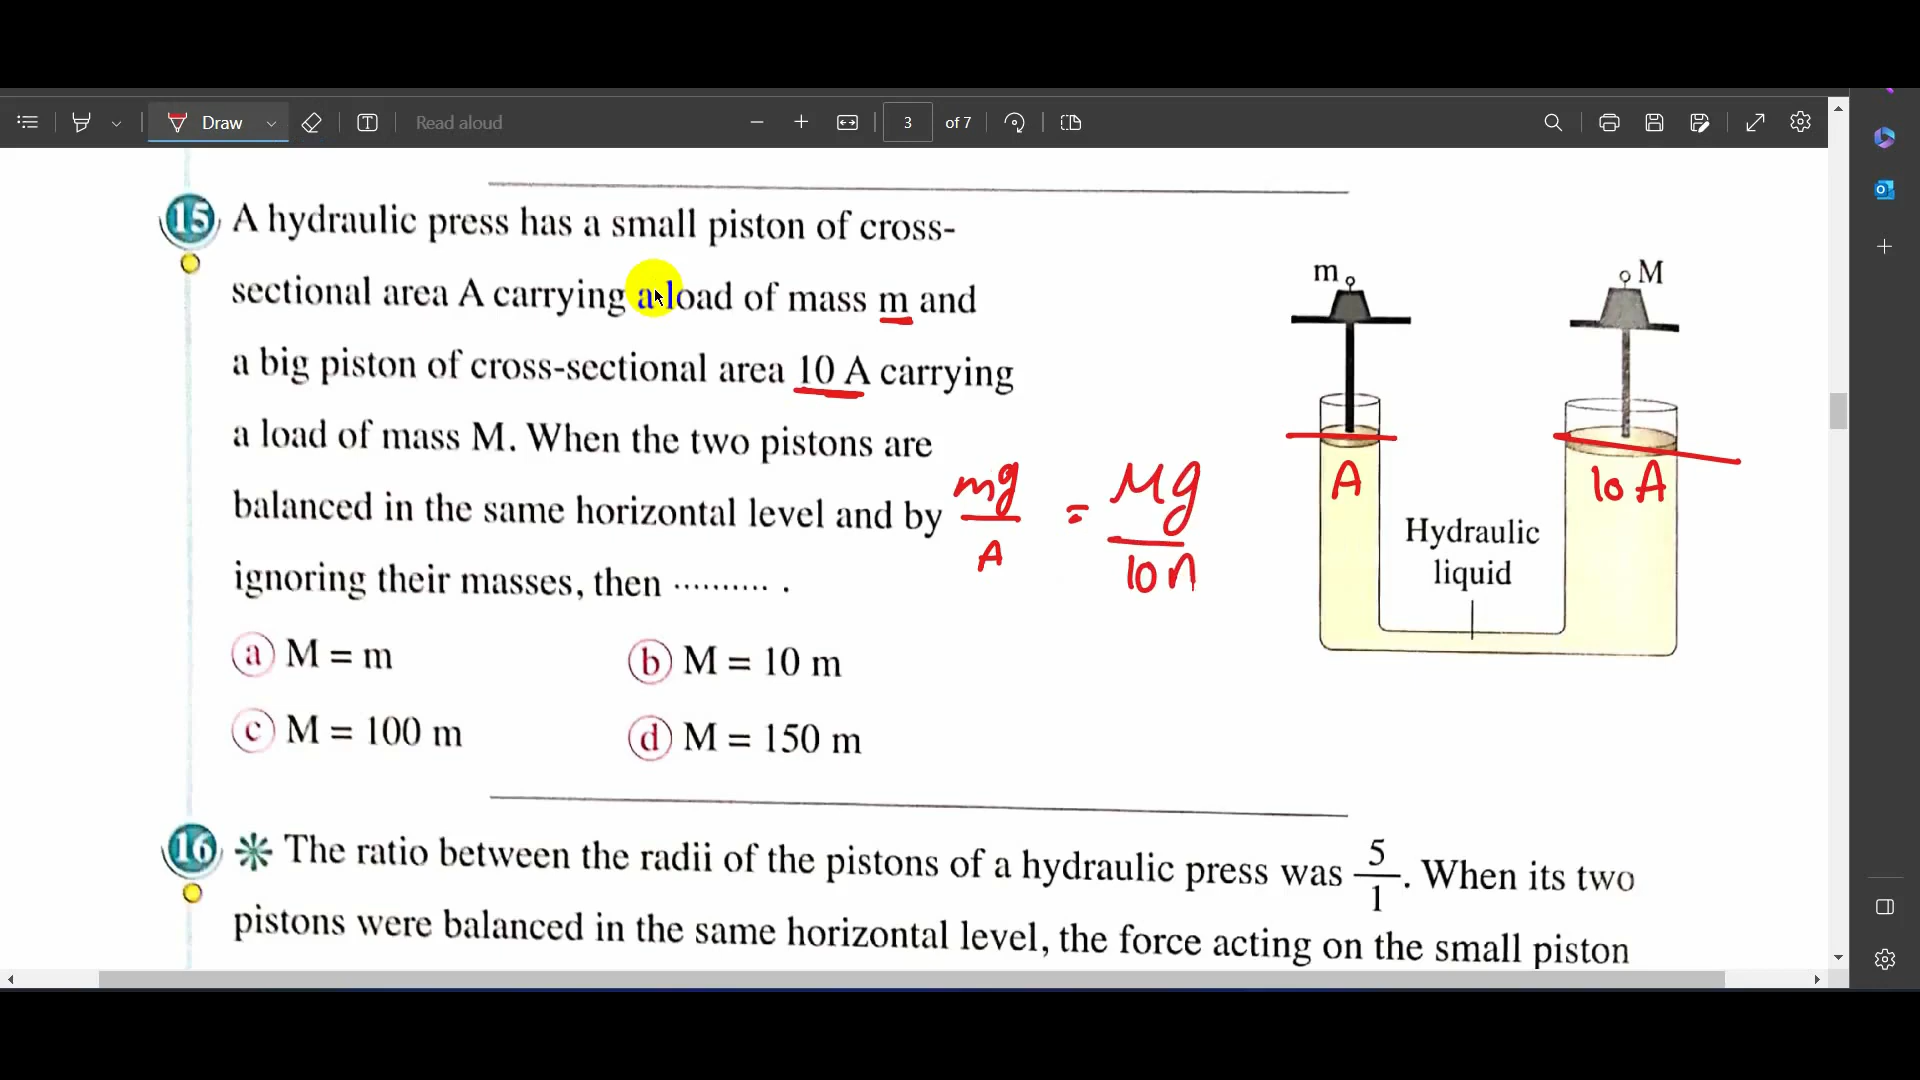 Draw
Read aloud
3 of 7
15 A hydraulic press has a small piston of cross-
sectional area A carrying a load of mass m and
a big piston of cross-sectional area 10 A carrying
a load of mass M. When the two pistons are
balanced in the same horizontal level and by
ignoring their masses, then .......... .
a M = m
b M = 10 m
c M = 100 m
d M = 150 m
mg/A = Mg/10A
m
M
A
10 A
Hydraulic
liquid
16 * The ratio between the radii of the pistons of a hydraulic press was 5/1. When its two
pistons were balanced in the same horizontal level, the force acting on the small piston